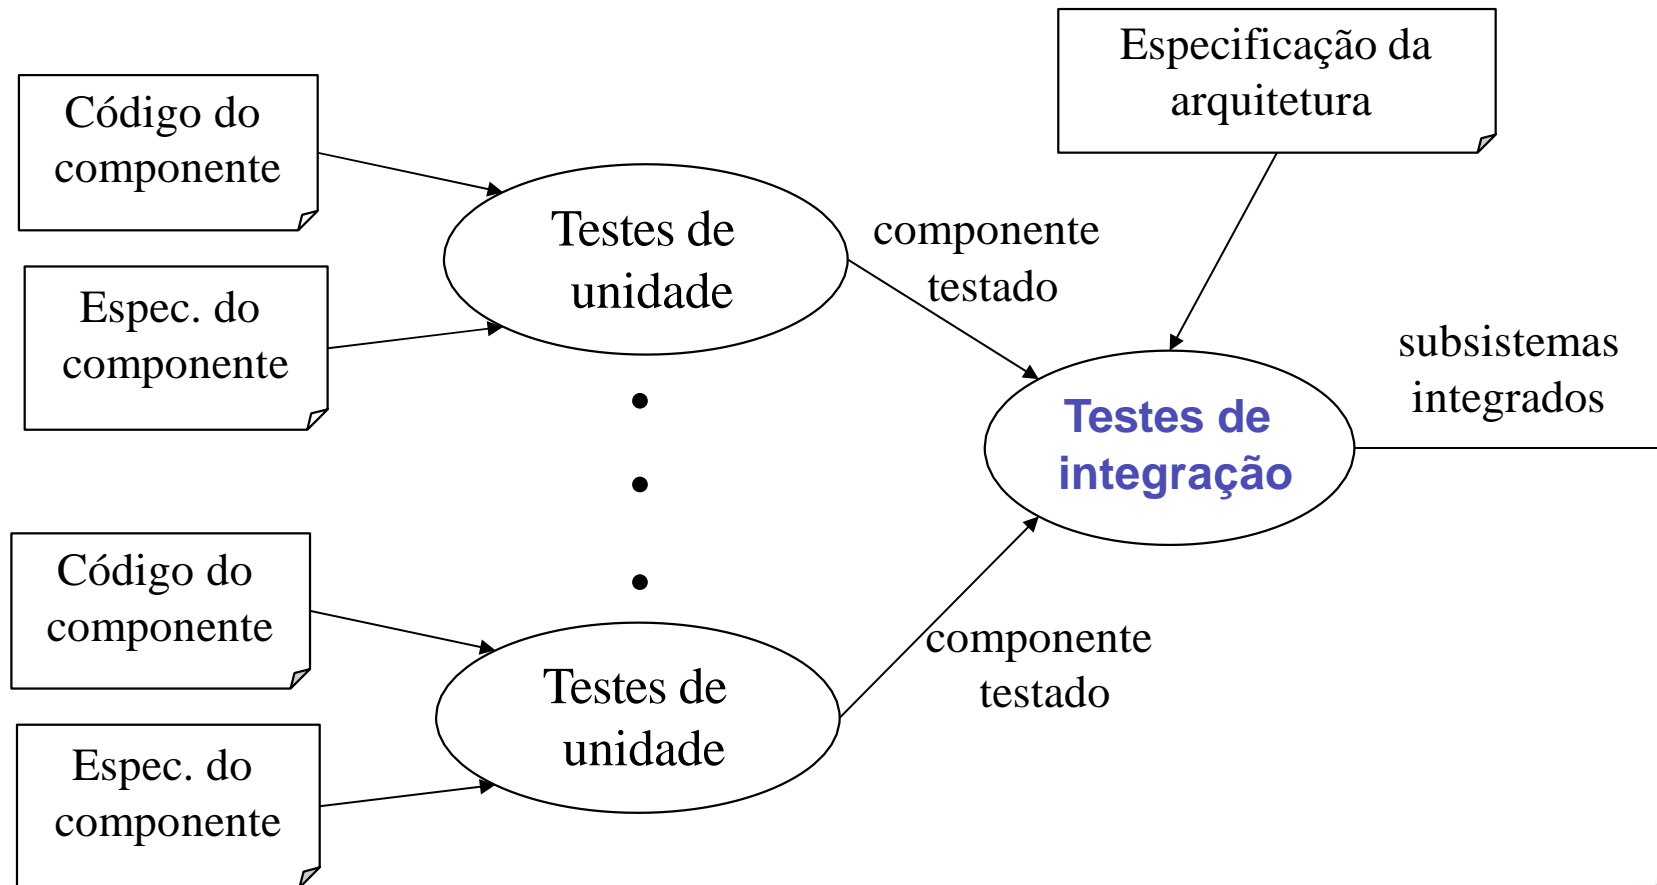 Especificação da
arquitetura
Código do
componente
Testes de
unidade
componente
testado
Espec. do
componente
subsistemas
integrados
Testes de
integração
Código do
componente
componente
testado
Testes de
unidade
Espec. do
componente